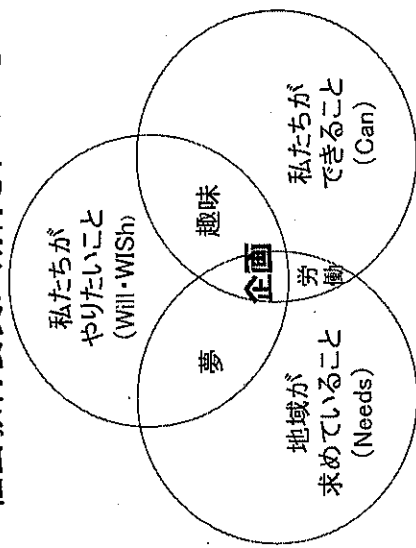 私たちが
やりたいこと
(Will・WISh)
夢
趣味
企画
労働
地域が
求めていること
(Needs)
私たちが
できること
(Can)